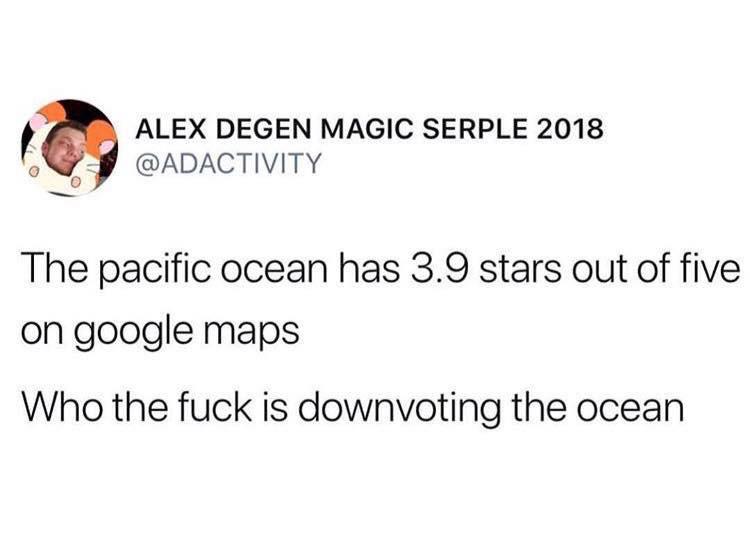 ALEX DEGEN MAGIC SERPLE 2018
@ADACTIVITY
The pacific ocean has 3.9 stars out of five
on google maps
Who the fuck is downvoting the ocean